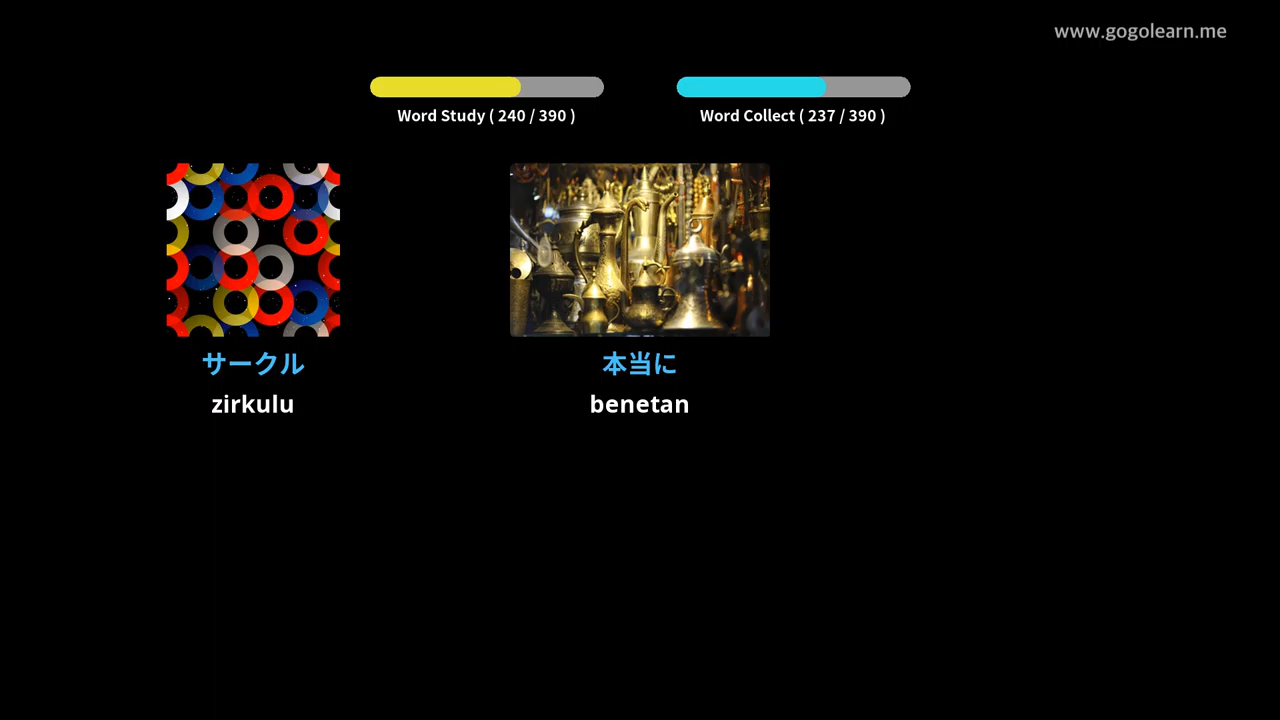 www.gogolearn.me
Word Study ( 240 / 390 )
Word Collect ( 237 / 390 )
サークル
本当に
zirkulu
benetan